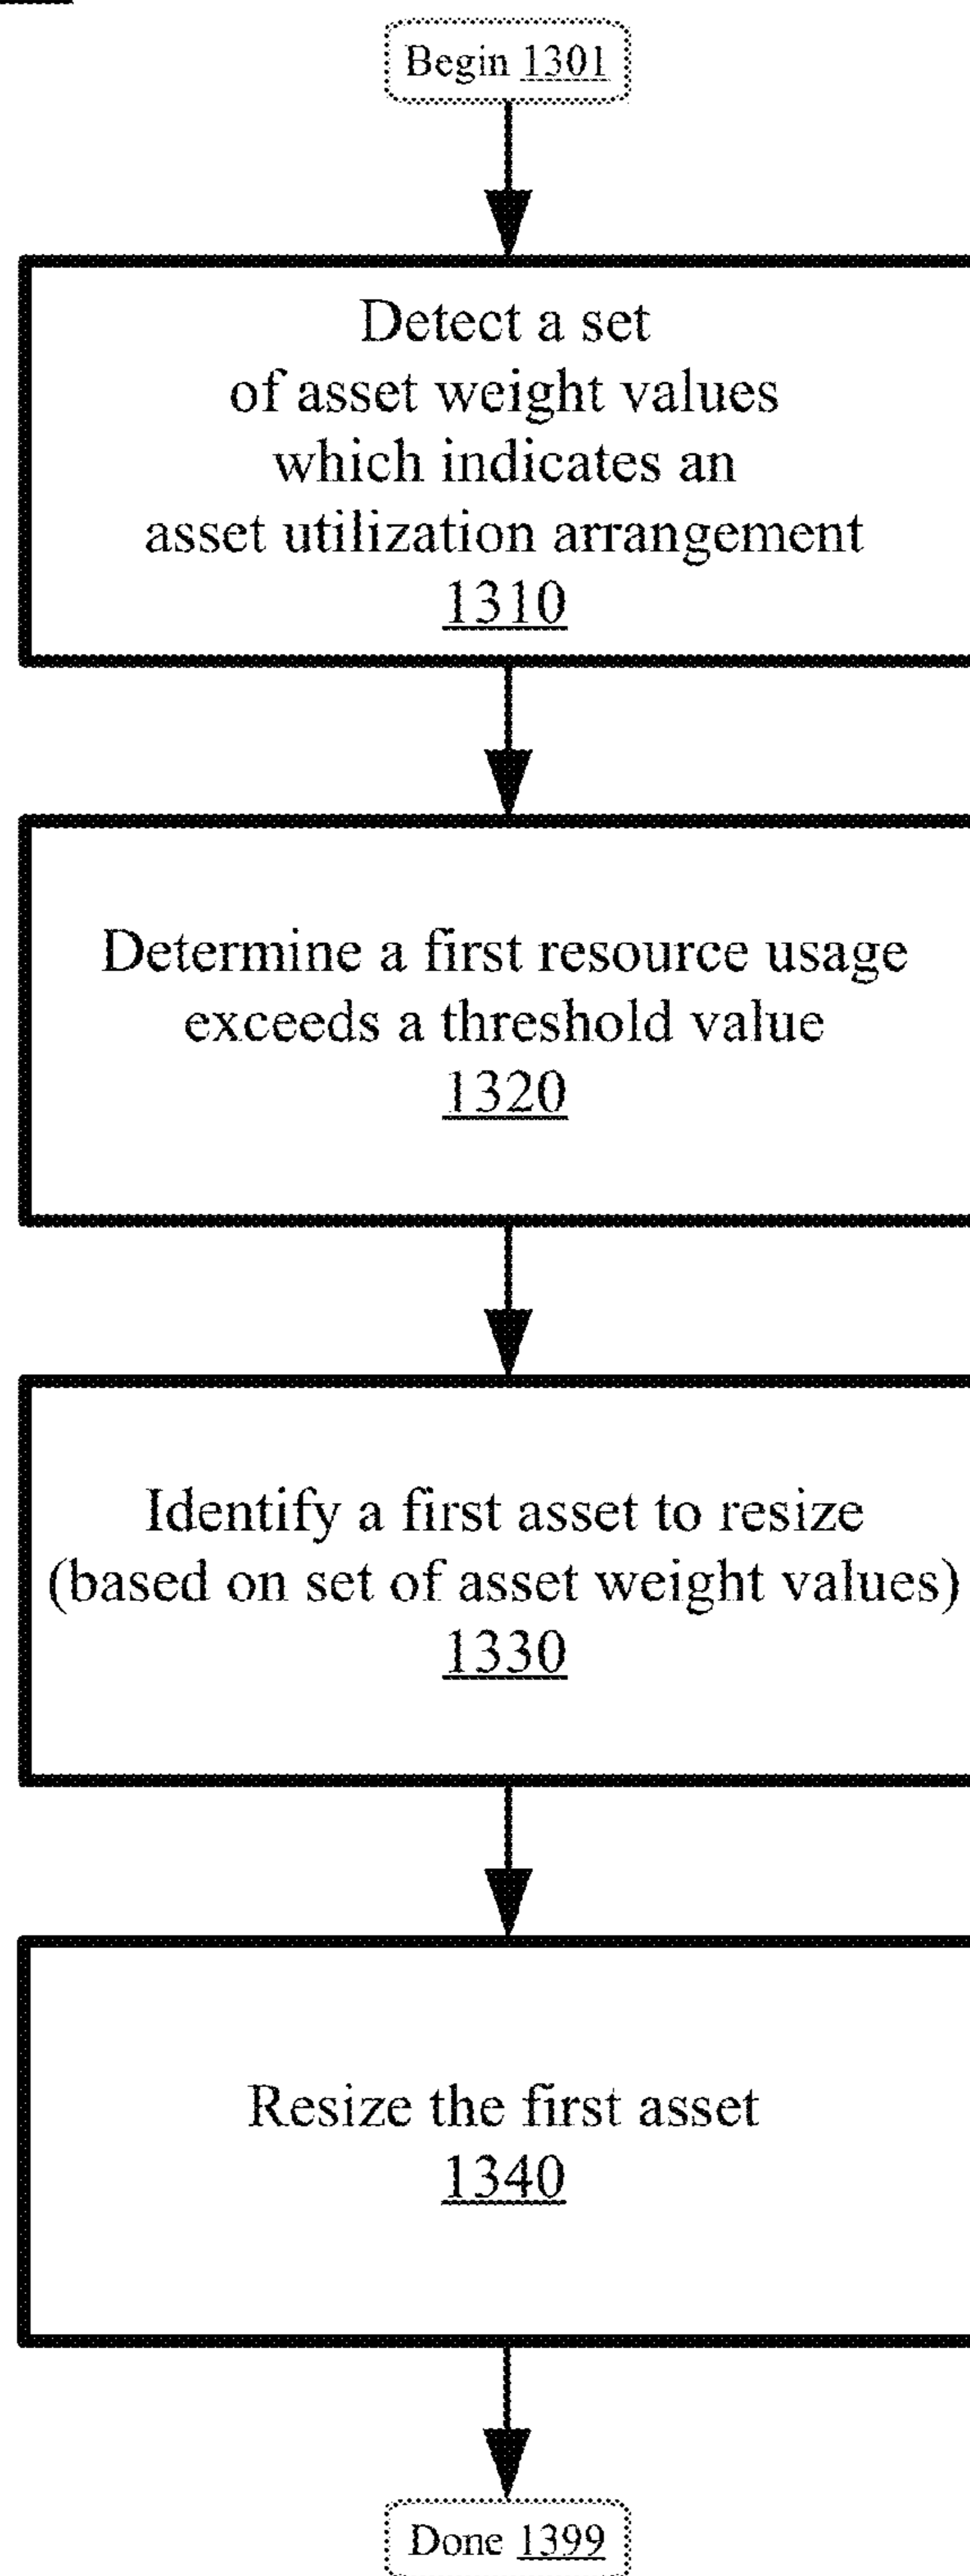 Begin 1301
Detect a set
of asset weight values
which indicates an
asset utilization arrangement
1310
Determine a first resource usage
exceeds a threshold value
1320
Identify a first asset to resize
(based on set of asset weight values)
1330
Resize the first asset
1340
Done 1399